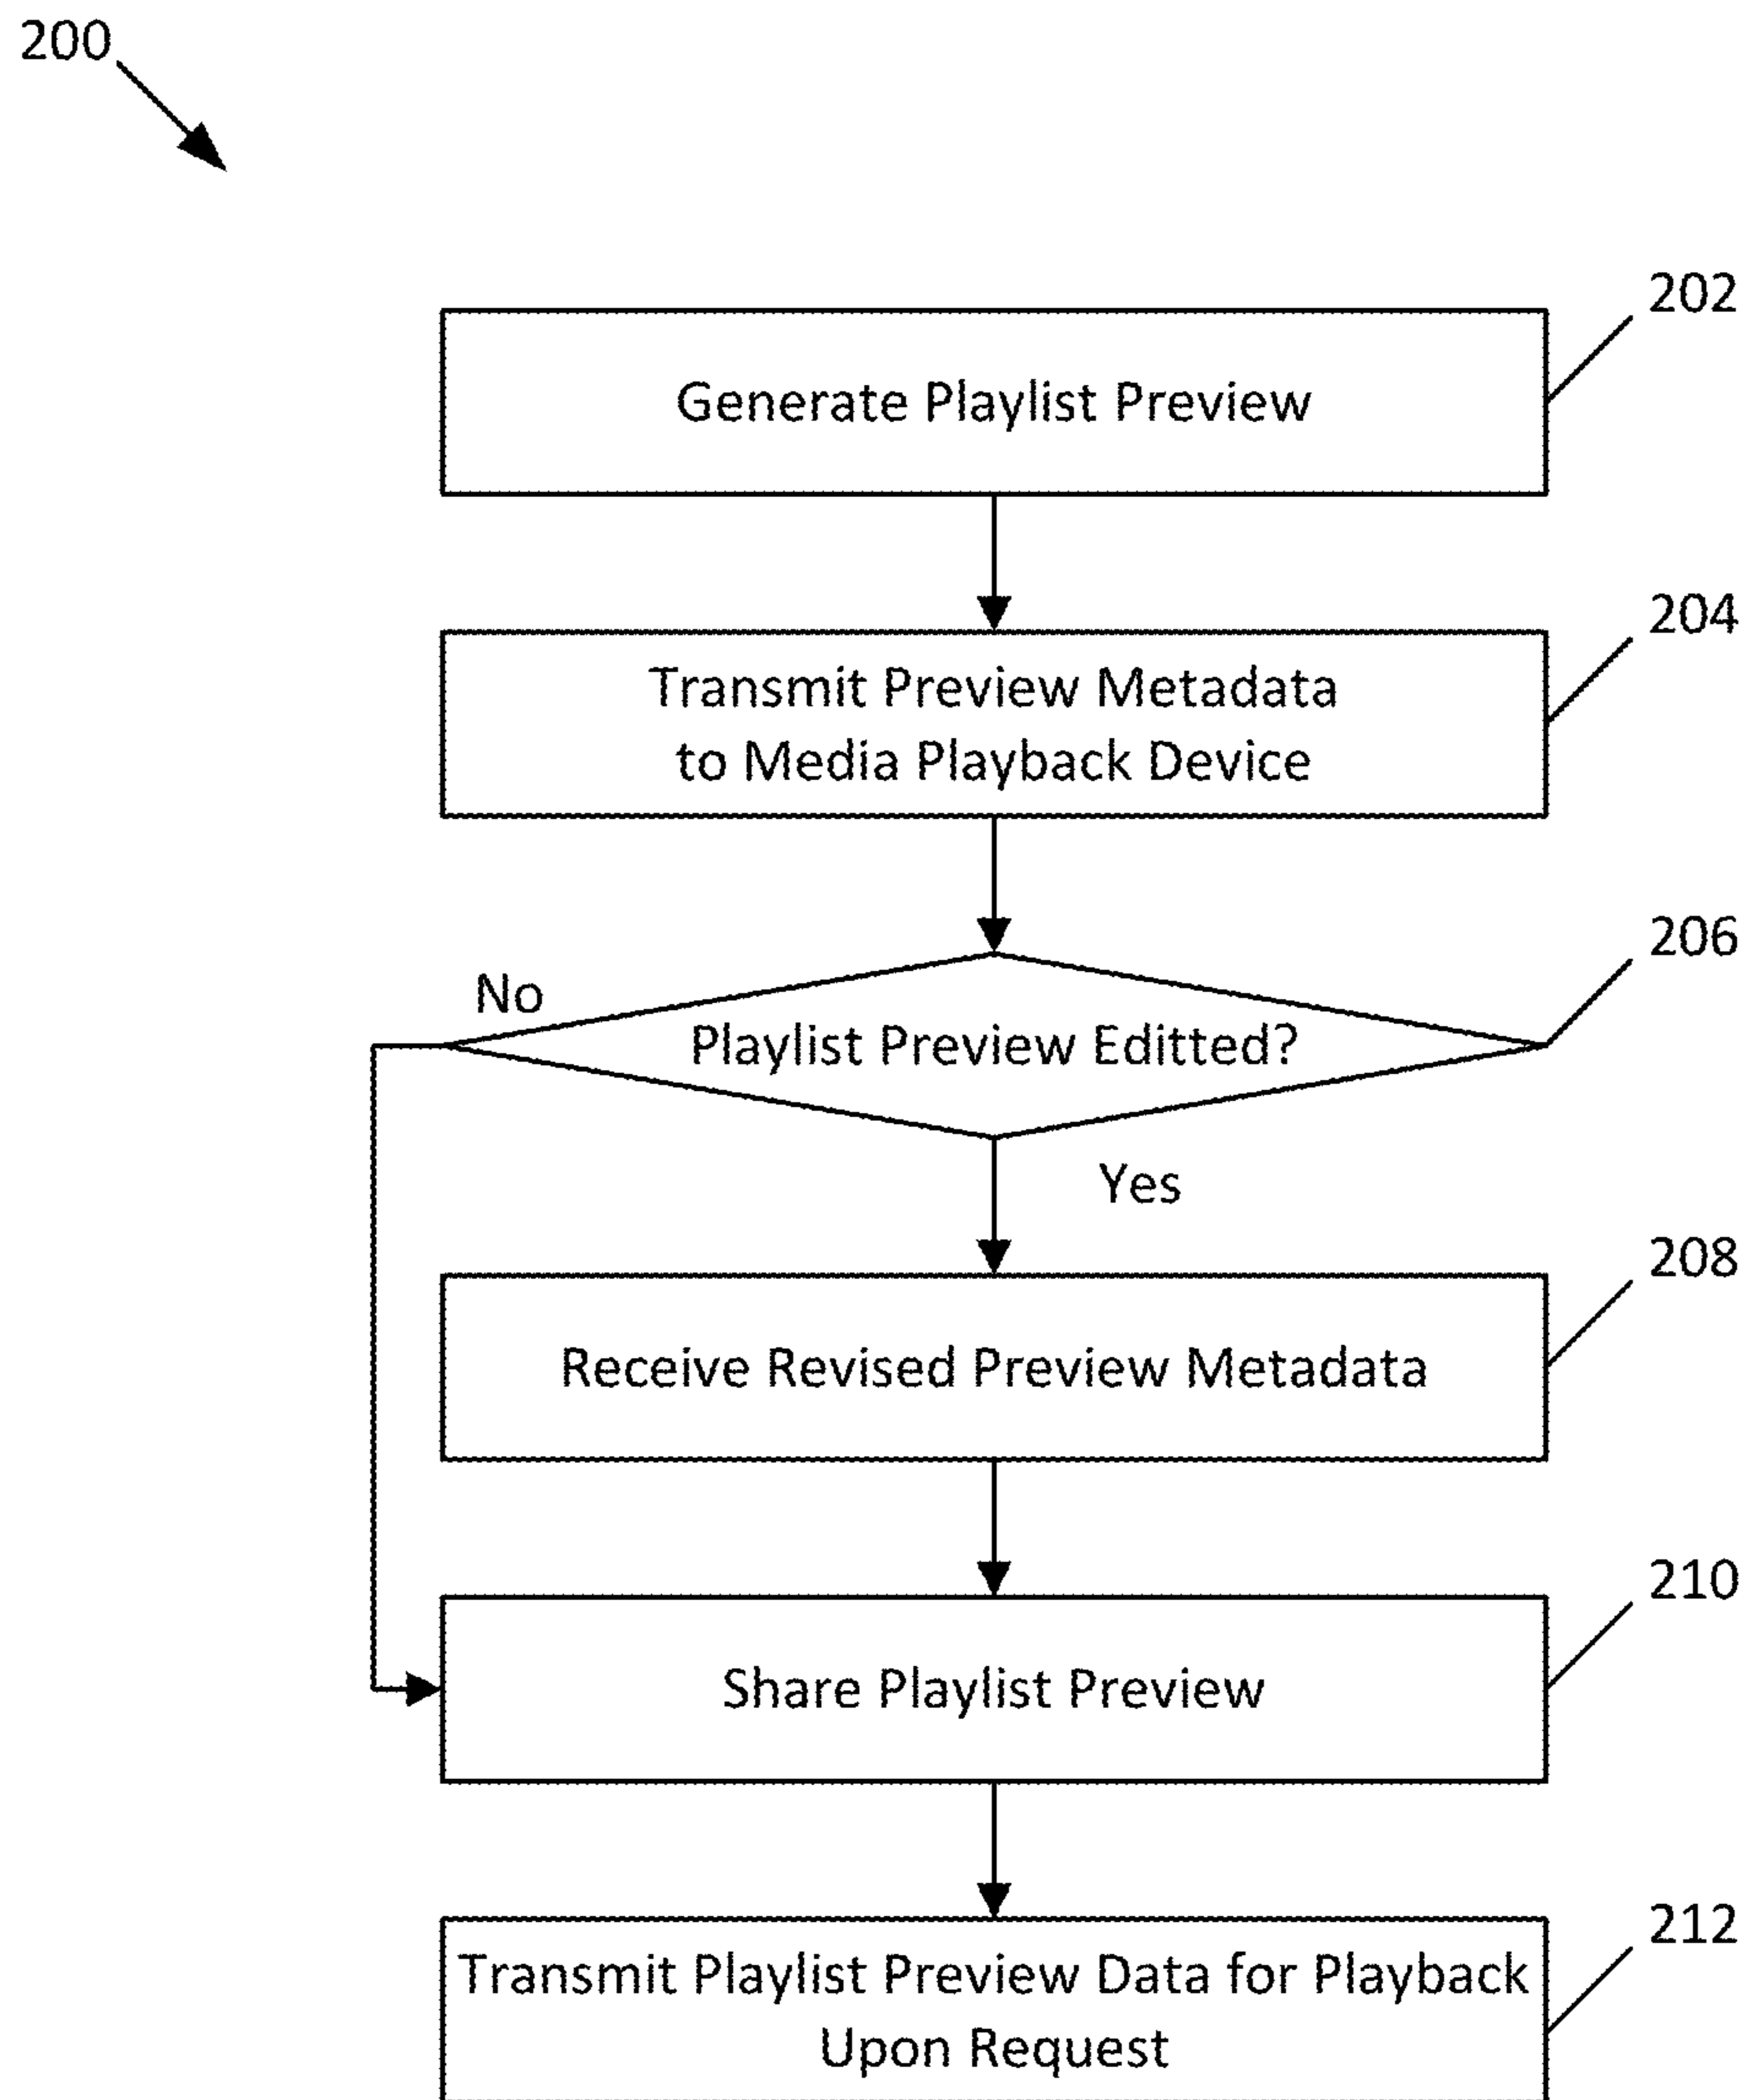 200
202
Generate Playlist Preview
204
Transmit Preview Metadata
to Media Playback Device
206
No
Playlist Preview Editted?
Yes
208
Receive Revised Preview Metadata
210
Share Playlist Preview
212
Transmit Playlist Preview Data for Playback
Upon Request